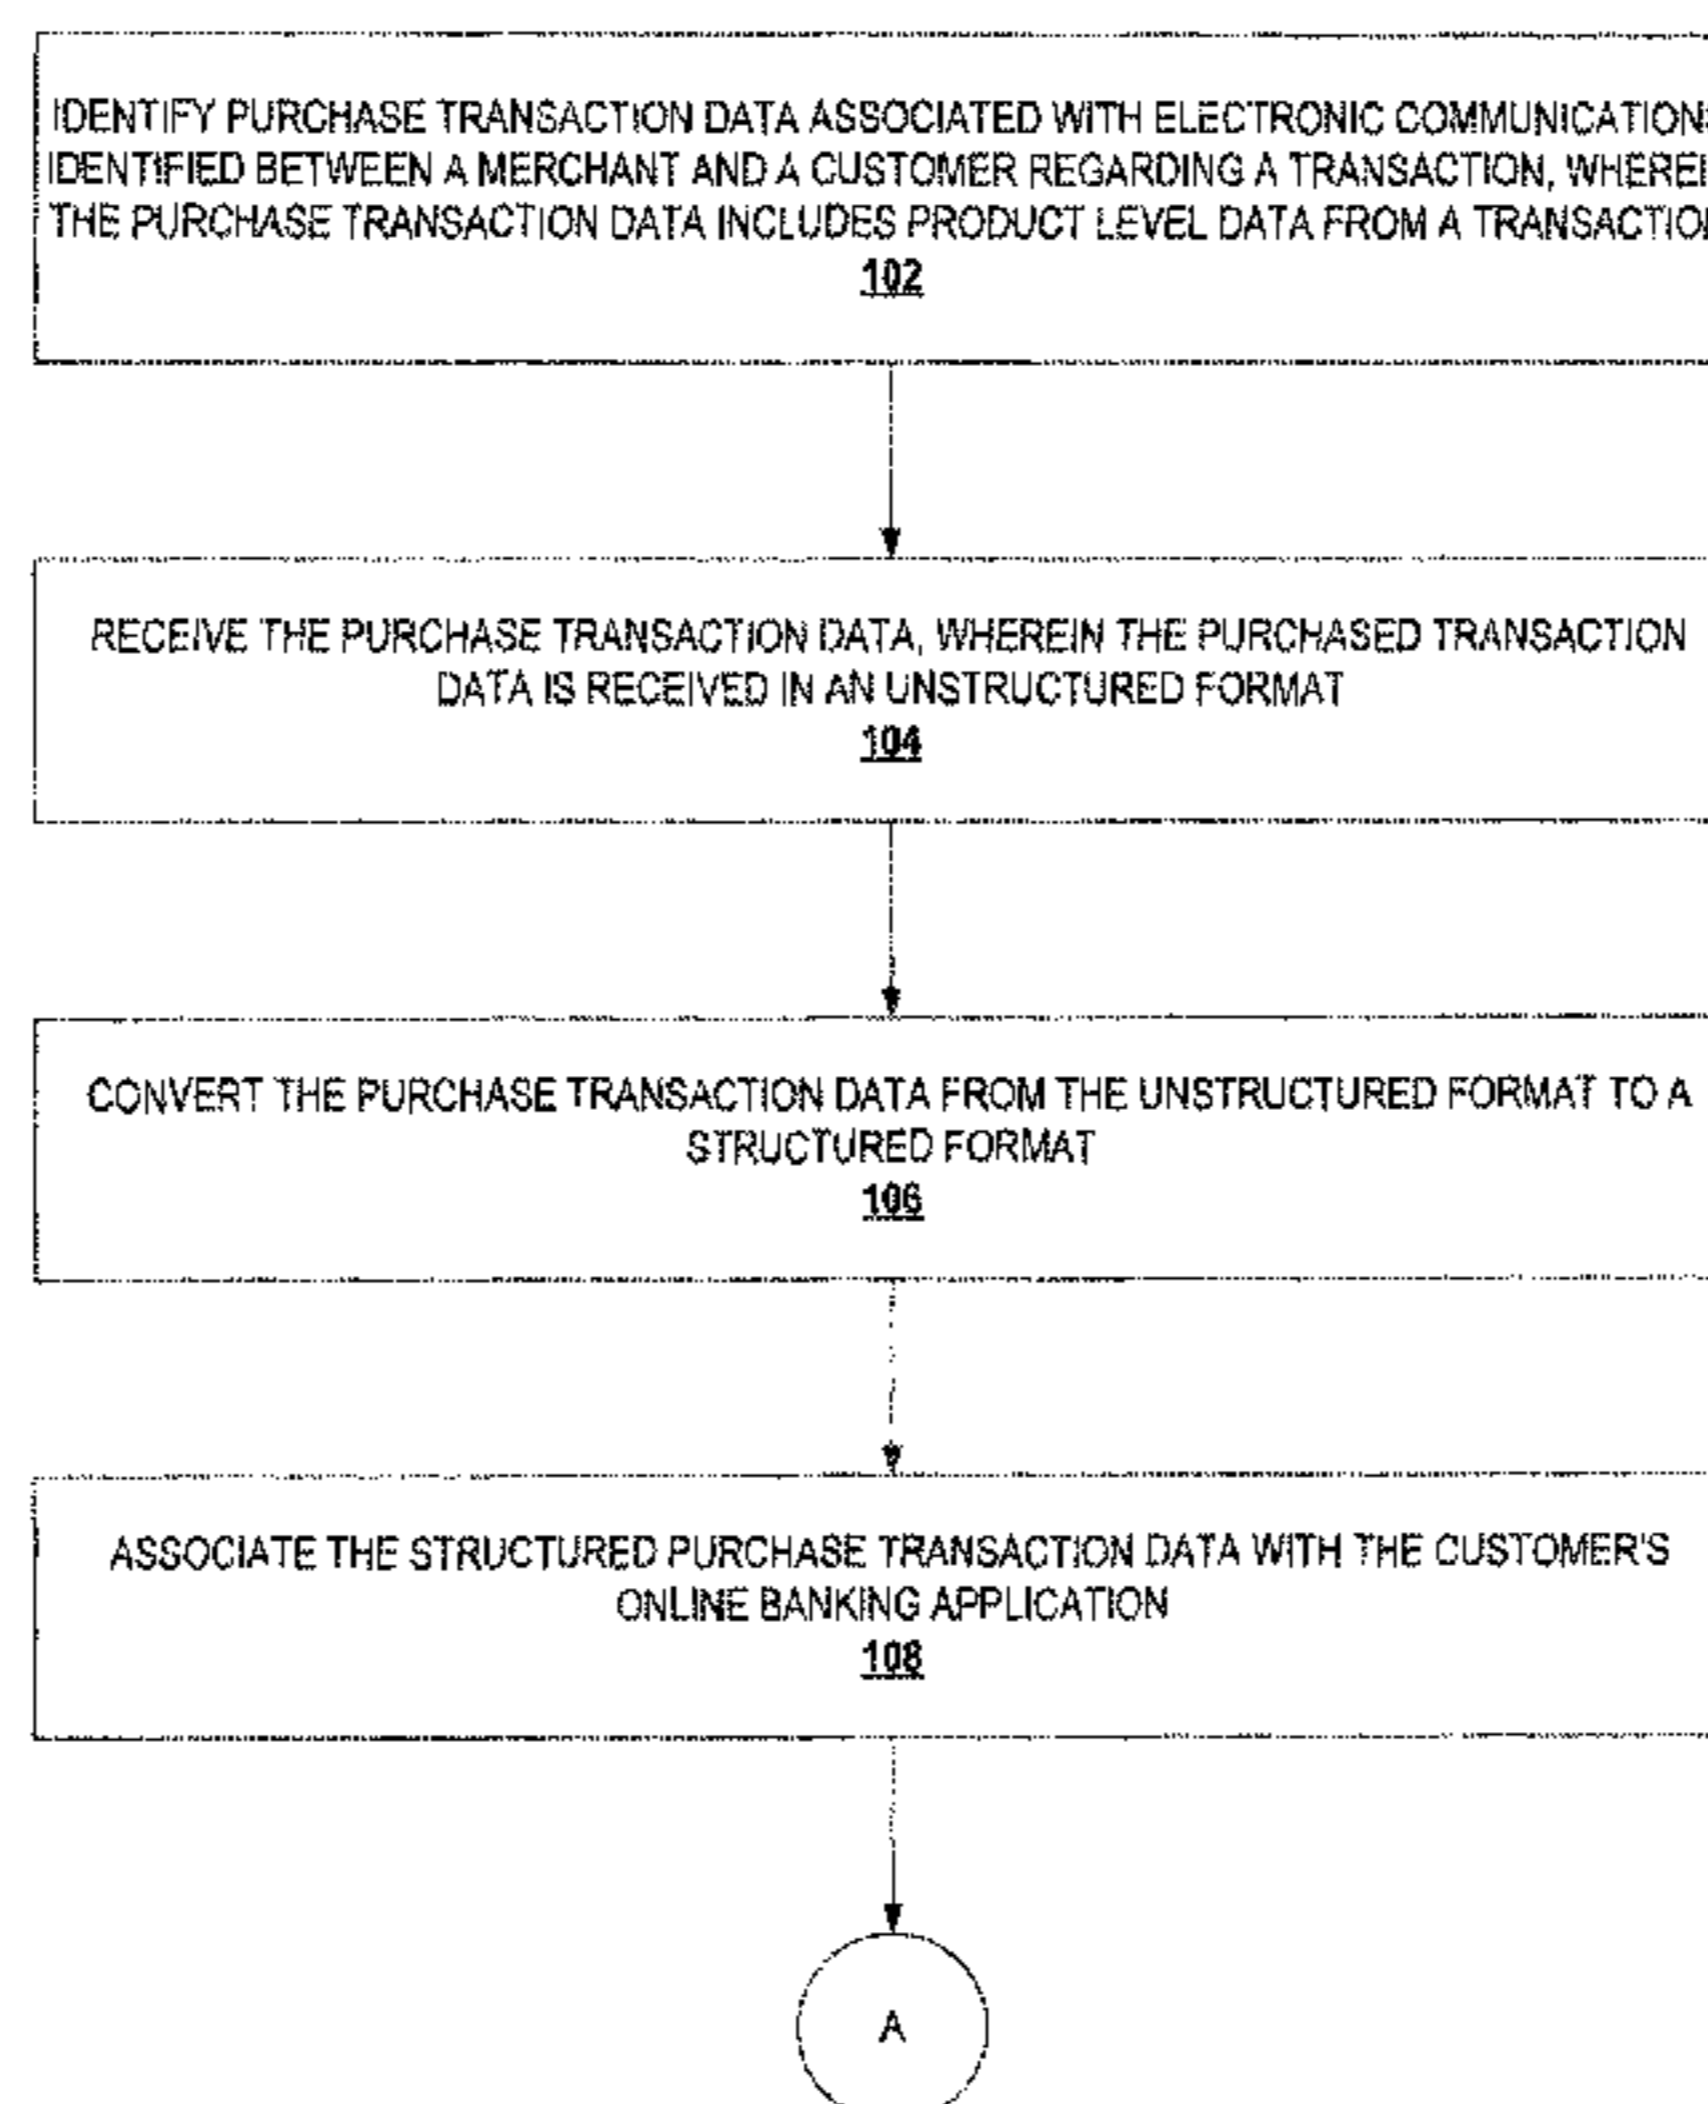 IDENTIFY PURCHASE TRANSACTION DATA ASSOCIATED WITH ELECTRONIC COMMUNICATIONS
IDENTIFIED BETWEEN A MERCHANT AND A CUSTOMER REGARDING A TRANSACTION, WHEREIN
THE PURCHASE TRANSACTION DATA INCLUDES PRODUCT LEVEL DATA FROM A TRANSACTION
102
RECEIVE THE PURCHASE TRANSACTION DATA, WHEREIN THE PURCHASED TRANSACTION
DATA IS RECEIVED IN AN UNSTRUCTURED FORMAT
104
CONVERT THE PURCHASE TRANSACTION DATA FROM THE UNSTRUCTURED FORMAT TO A
STRUCTURED FORMAT
106
ASSOCIATE THE STRUCTURED PURCHASE TRANSACTION DATA WITH THE CUSTOMER'S
ONLINE BANKING APPLICATION
108
A